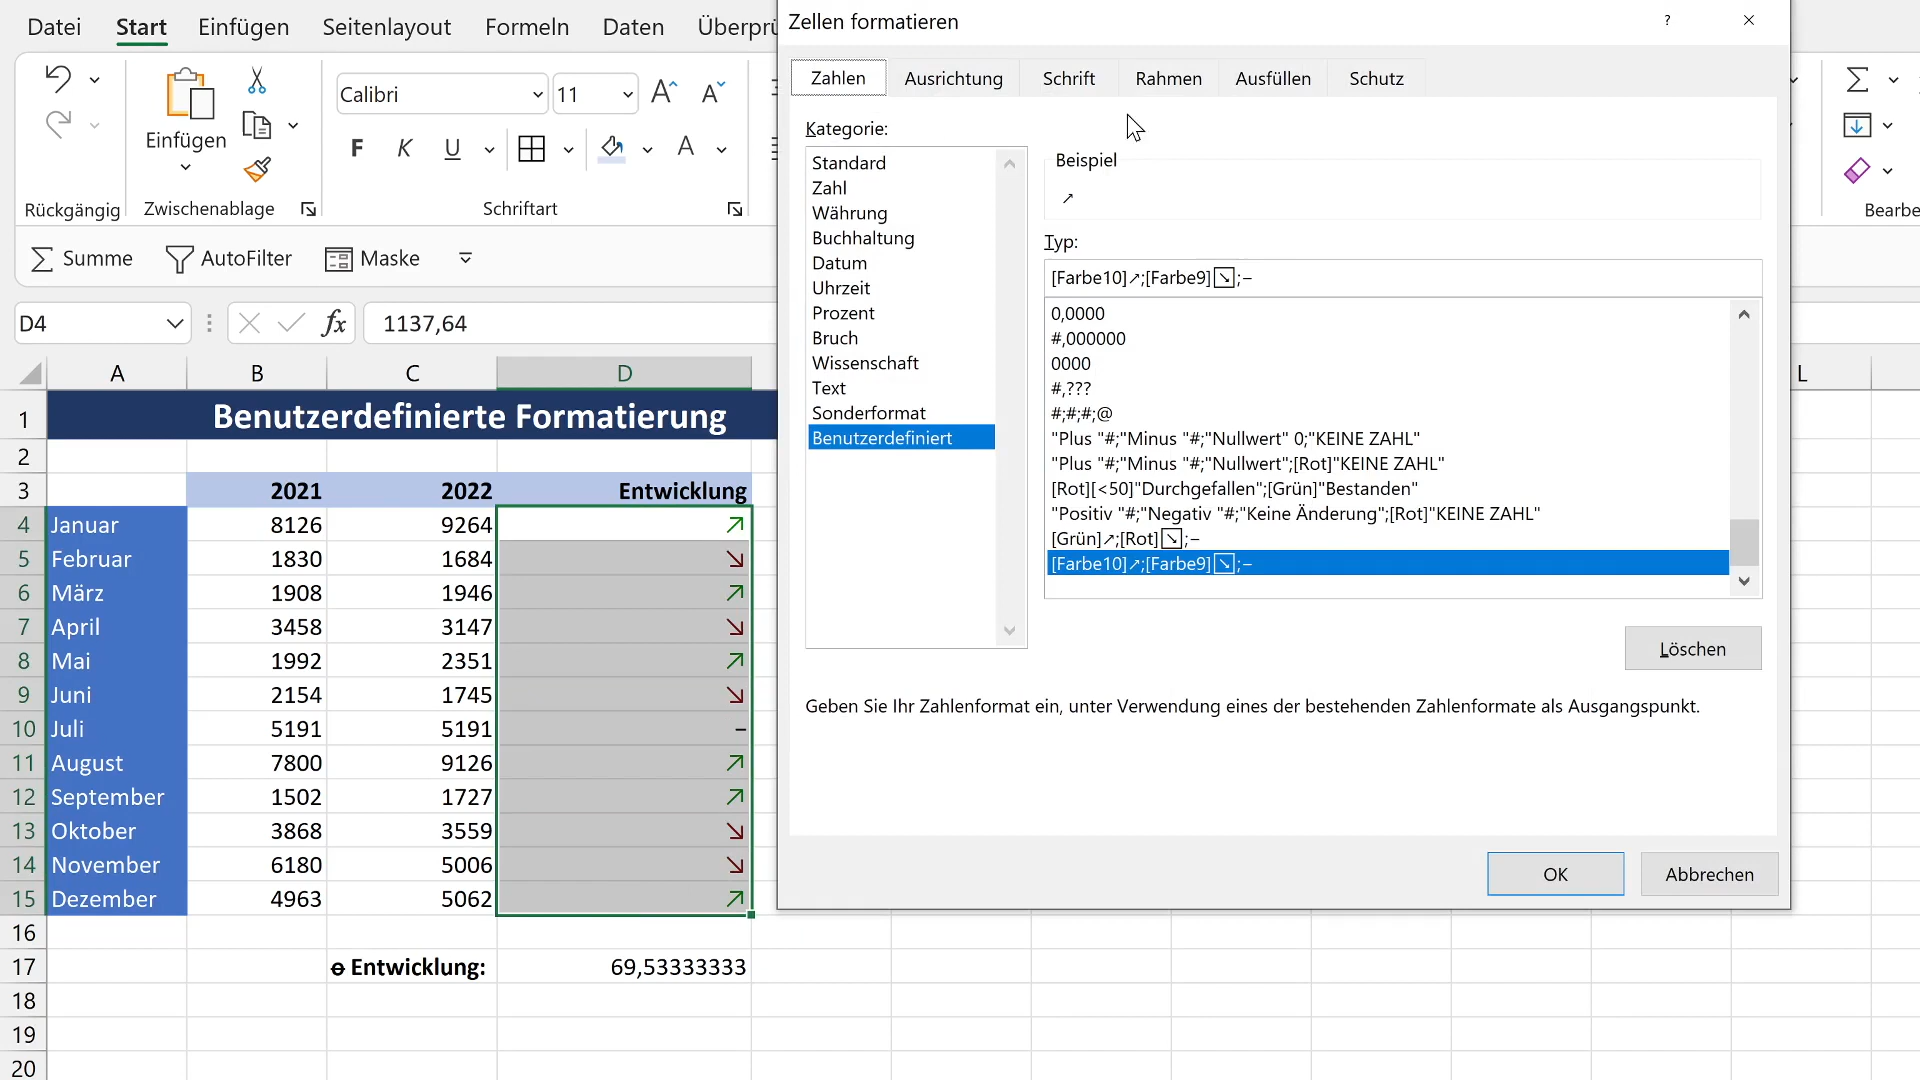 Datei Start Einfügen Seitenlayout Formeln Daten Überprü
Calibri 11
Einfügen
F K U A
Rückgängig Zwischenablage Schriftart Bearbe
Summe AutoFilter Maske
D4 fx 1137,64
A B C D L
1 Benutzerdefinierte Formatierung
2
3 2021 2022 Entwicklung
4 Januar 8126 9264 ↗
5 Februar 1830 1684 ↘
6 März 1908 1946 ↗
7 April 3458 3147 ↘
8 Mai 1992 2351 ↗
9 Juni 2154 1745 ↘
10 Juli 5191 5191 –
11 August 7800 9126 ↗
12 September 1502 1727 ↗
13 Oktober 3868 3559 ↘
14 November 6180 5006 ↘
15 Dezember 4963 5062 ↗
16
17 ɵ Entwicklung: 69,53333333
18
19
20
Zellen formatieren ?
Zahlen Ausrichtung Schrift Rahmen Ausfüllen Schutz
Kategorie:
Standard
Zahl
Währung
Buchhaltung
Datum
Uhrzeit
Prozent
Bruch
Wissenschaft
Text
Sonderformat
Benutzerdefiniert
Beispiel
↗
Typ:
[Farbe10]↗;[Farbe9]↘;–
0,0000
#,000000
0000
#,???
#;#;#;@
"Plus "#;"Minus "#;"Nullwert" 0;"KEINE ZAHL"
"Plus "#;"Minus "#;"Nullwert";[Rot]"KEINE ZAHL"
[Rot][<50]"Durchgefallen";[Grün]"Bestanden"
"Positiv "#;"Negativ "#;"Keine Änderung";[Rot]"KEINE ZAHL"
[Grün]↗;[Rot]↘;–
[Farbe10]↗;[Farbe9]↘;–
Löschen
Geben Sie Ihr Zahlenformat ein, unter Verwendung eines der bestehenden Zahlenformate als Ausgangspunkt.
OK Abbrechen